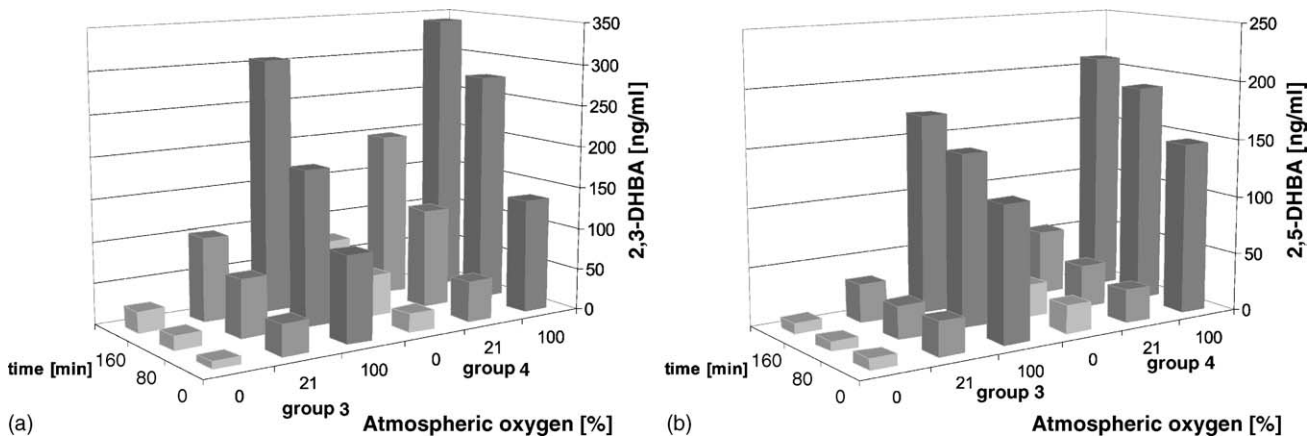 350
300
250
200
150
100
50
0
2,3-DHBA [ng/ml]
time [min]
160
80
0
0
21
100
0
21
100
group 3
group 4
(a)
Atmospheric oxygen [%]
250
200
150
100
50
0
2,5-DHBA [ng/ml]
time [min]
160
80
0
0
21
100
0
21
100
group 3
group 4
(b)
Atmospheric oxygen [%]